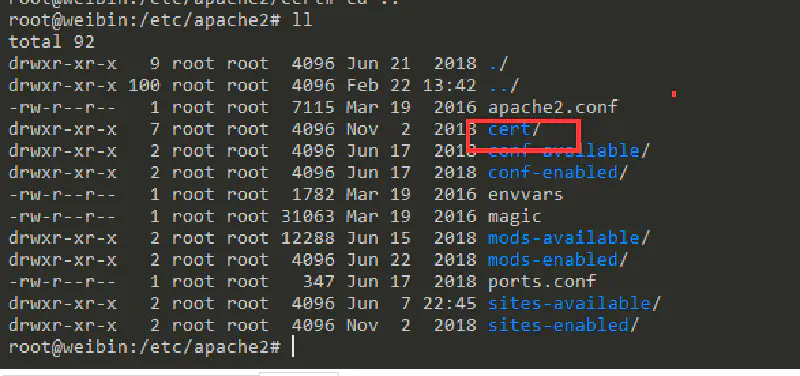 root@weibin:/etc/apache2/cert# cd ..
root@weibin:/etc/apache2# ll
total 92
drwxr-xr-x   9 root root  4096 Jun 21  2018 ./
drwxr-xr-x 100 root root  4096 Feb 22 13:42 ../
-rw-r--r--   1 root root  7115 Mar 19  2016 apache2.conf
drwxr-xr-x   7 root root  4096 Nov  2  2018 cert/
drwxr-xr-x   2 root root  4096 Jun 17  2018 conf-available/
drwxr-xr-x   2 root root  4096 Jun 17  2018 conf-enabled/
-rw-r--r--   1 root root  1782 Mar 19  2016 envvars
-rw-r--r--   1 root root 31063 Mar 19  2016 magic
drwxr-xr-x   2 root root 12288 Jun 15  2018 mods-available/
drwxr-xr-x   2 root root  4096 Jun 22  2018 mods-enabled/
-rw-r--r--   1 root root   347 Jun 17  2018 ports.conf
drwxr-xr-x   2 root root  4096 Jun  7 22:45 sites-available/
drwxr-xr-x   2 root root  4096 Nov  2  2018 sites-enabled/
root@weibin:/etc/apache2#